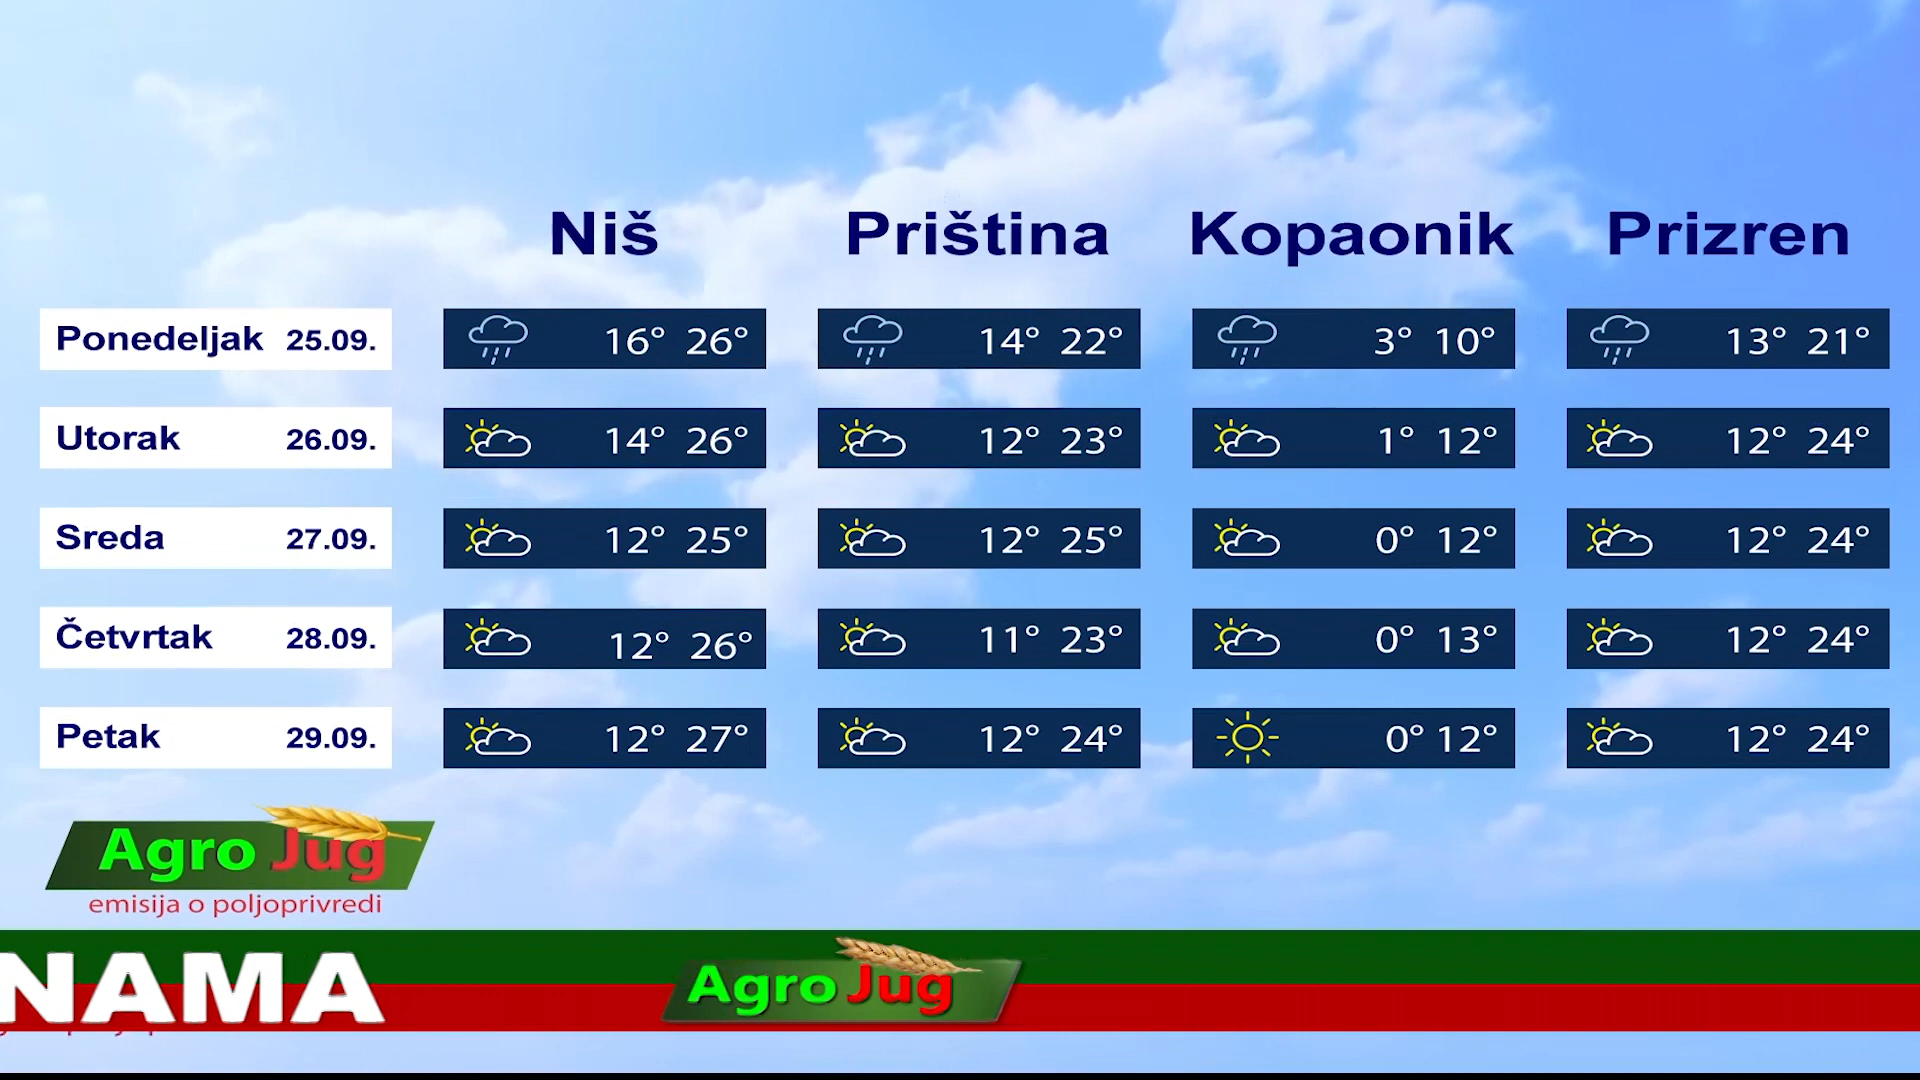 Niš Priština Kopaonik Prizren
Ponedeljak 25.09. 16° 26° 14° 22° 3° 10° 13° 21°
Utorak 26.09. 14° 26° 12° 23° 1° 12° 12° 24°
Sreda 27.09. 12° 25° 12° 25° 0° 12° 12° 24°
Četvrtak 28.09. 12° 26° 11° 23° 0° 13° 12° 24°
Petak 29.09. 12° 27° 12° 24° 0° 12° 12° 24°
Agro Jug
emisija o poljoprivredi
NAMA Agro Jug